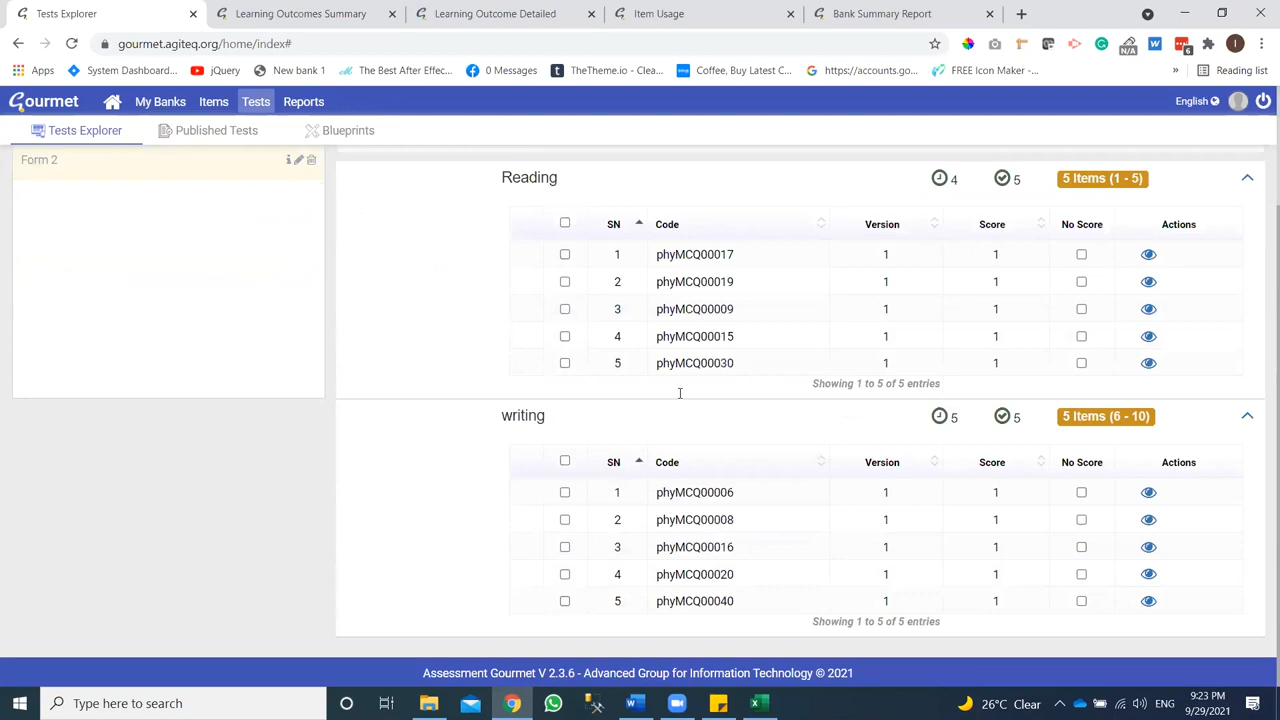 Tests Explorer
Learning Outcomes Summary
Learning Outcome Detailed
Item Usage
Bank Summary Report
gourmet.agiteq.org/home/index#
N/A
6
I
Apps
System Dashboard...
jQuery
New bank 1
The Best After Effec...
0 Messages
TheTheme.io - Clea...
Coffee, Buy Latest C...
https://accounts.go...
FREE Icon Maker -...
»
Reading list
Gourmet
My Banks
Items
Tests
Reports
English
Tests Explorer
Published Tests
Blueprints
Form 2
Reading
4
5
5 Items (1 - 5)
SN Code Version Score No Score Actions
1 phyMCQ00017 1 1
2 phyMCQ00019 1 1
3 phyMCQ00009 1 1
4 phyMCQ00015 1 1
5 phyMCQ00030 1 1
Showing 1 to 5 of 5 entries
writing
5
5
5 Items (6 - 10)
SN Code Version Score No Score Actions
1 phyMCQ00006 1 1
2 phyMCQ00008 1 1
3 phyMCQ00016 1 1
4 phyMCQ00020 1 1
5 phyMCQ00040 1 1
Showing 1 to 5 of 5 entries
Assessment Gourmet V 2.3.6 - Advanced Group for Information Technology © 2021
Type here to search
26°C Clear
9:23 PM
9/29/2021